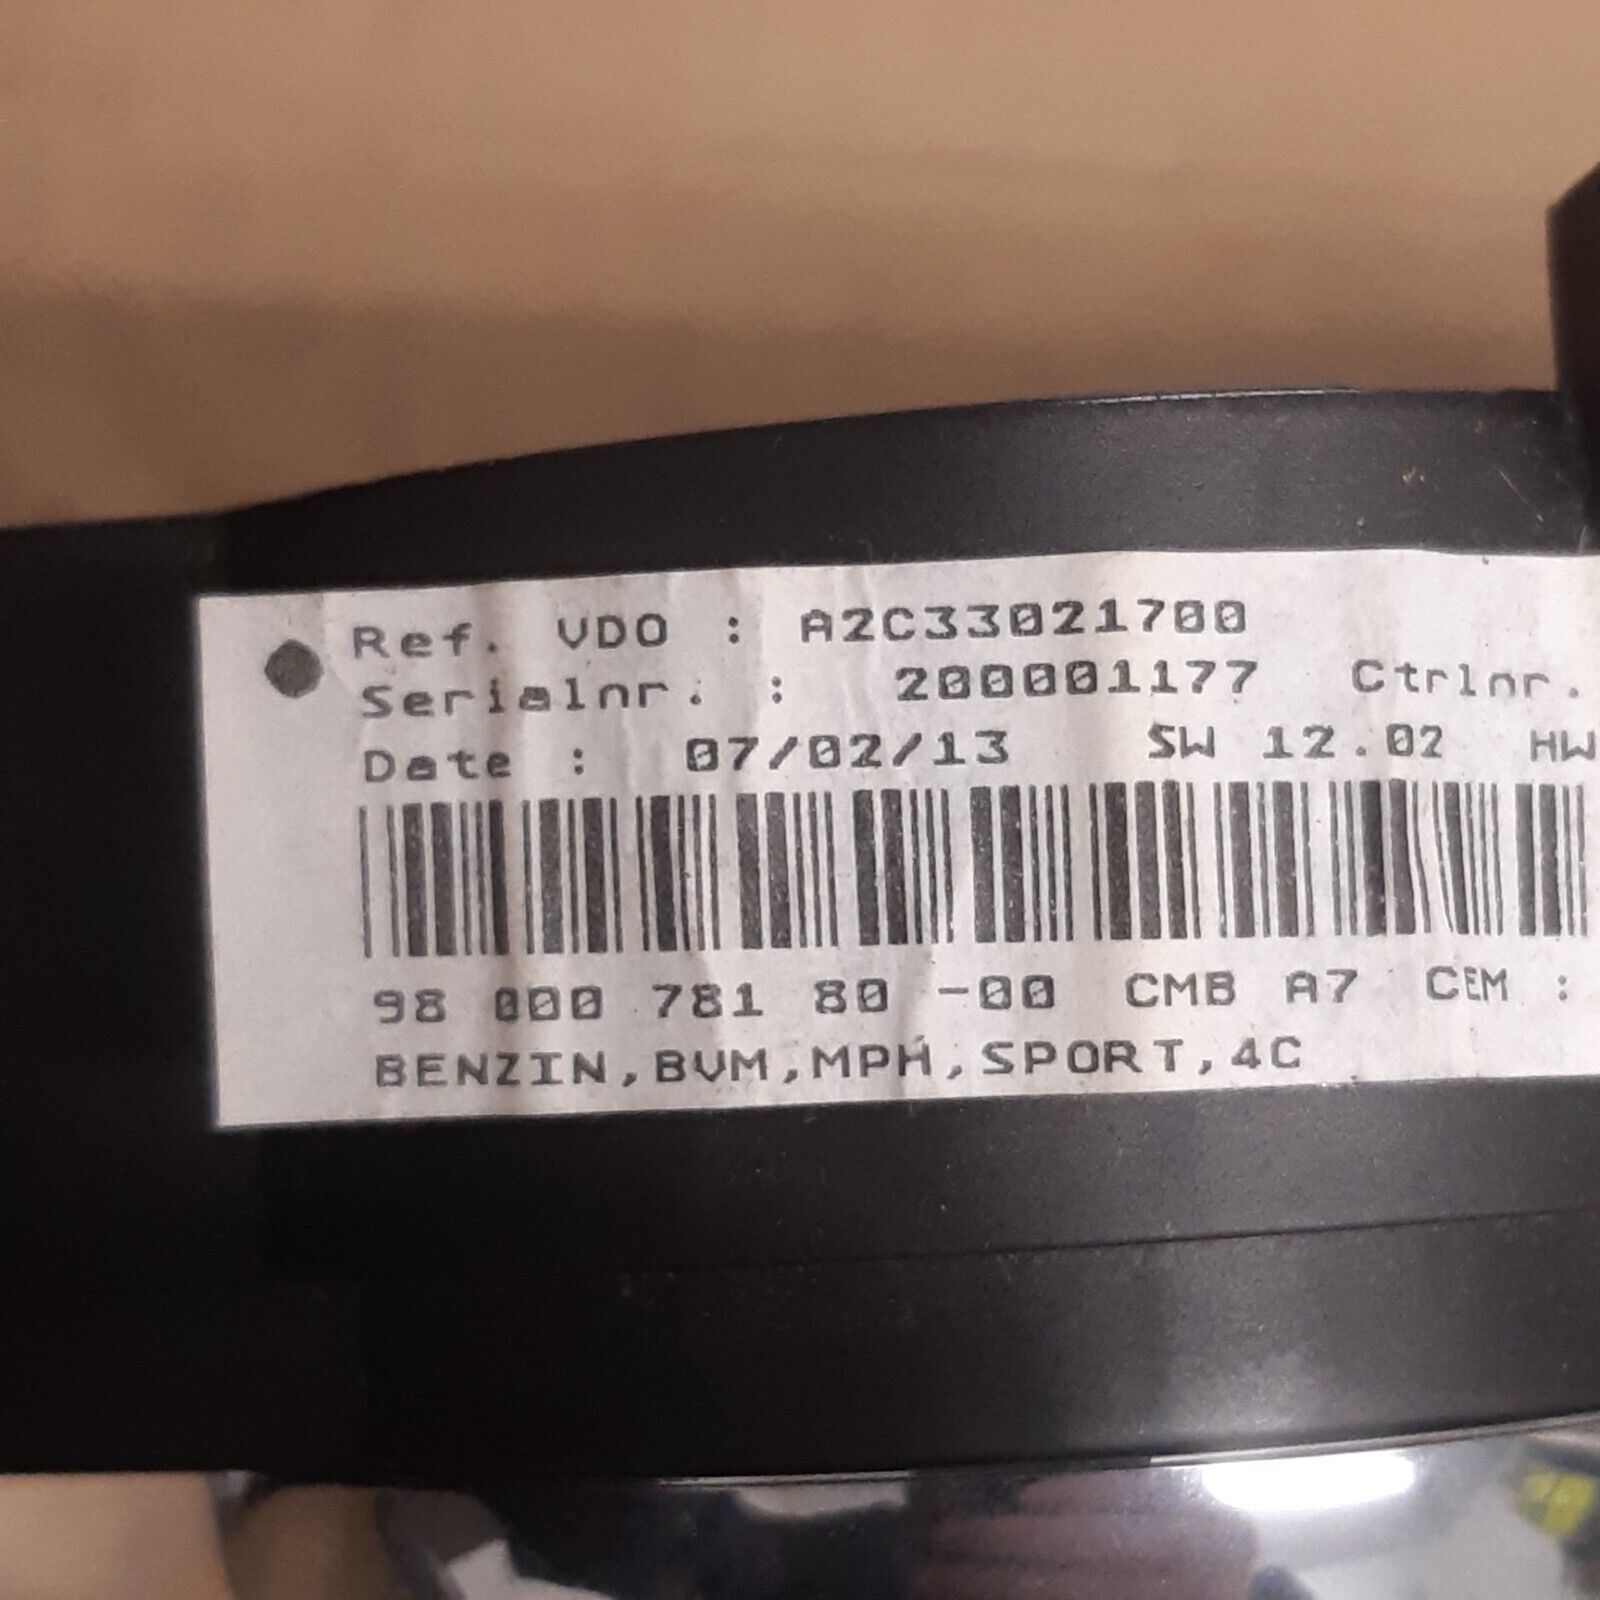 Ref. VDO : A2C33021700
Serialnr. : 200001177 Ctrlnr.
Date : 07/02/13 SW 12.02 HW
98 000 781 80 -00 CMB A7 CEM :
BENZIN,BVM,MPH,SPORT,4C